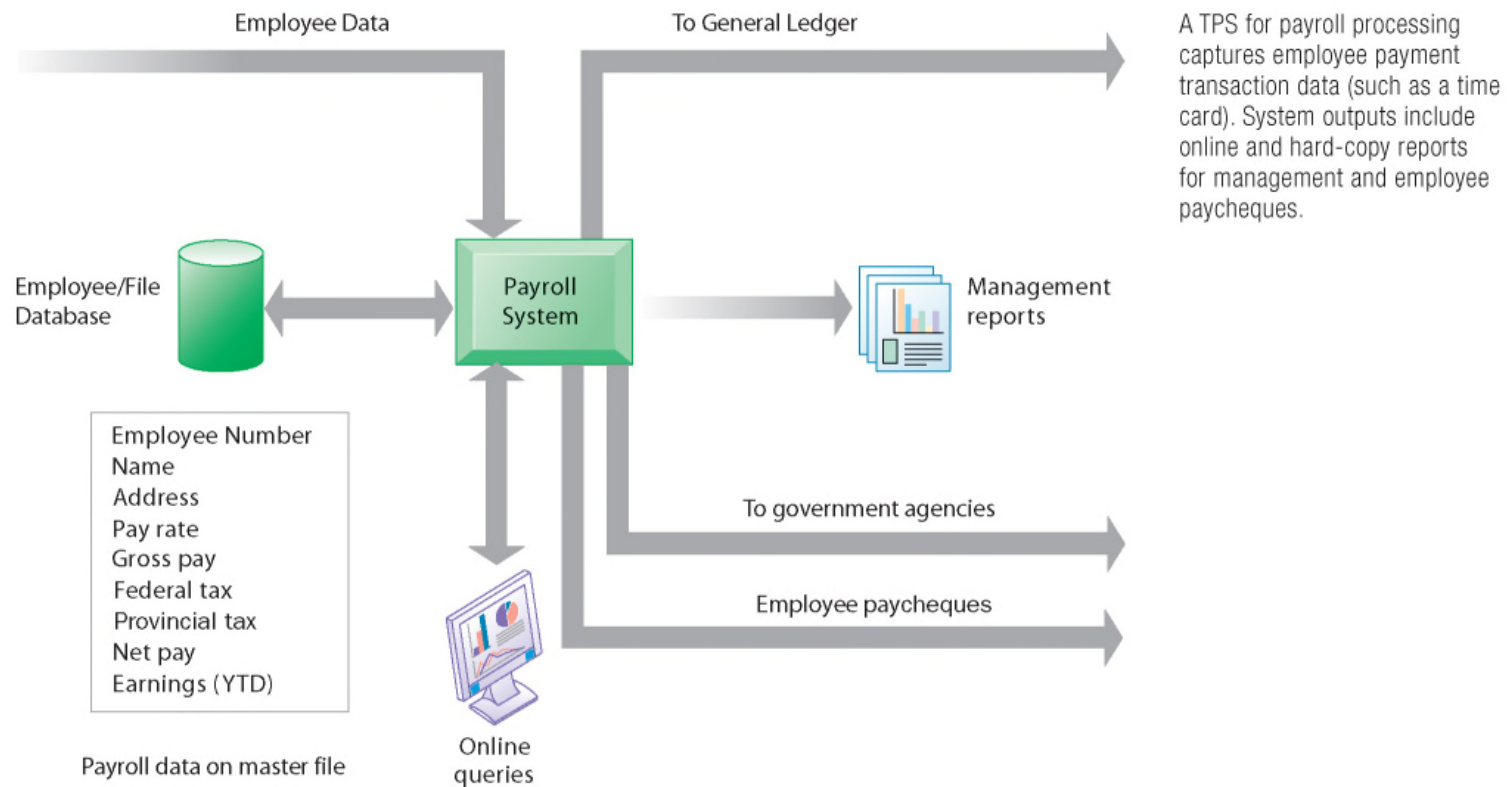 Employee Data
To General Ledger
A TPS for payroll processing
captures employee payment
transaction data (such as a time
card). System outputs include
online and hard-copy reports
for management and employee
paycheques.
Employee/File
Database
Payroll
System
Management
reports
Employee Number
Name
Address
Pay rate
Gross pay
Federal tax
Provincial tax
Net pay
Earnings (YTD)
To government agencies
Employee paycheques
Payroll data on master file
Online
queries